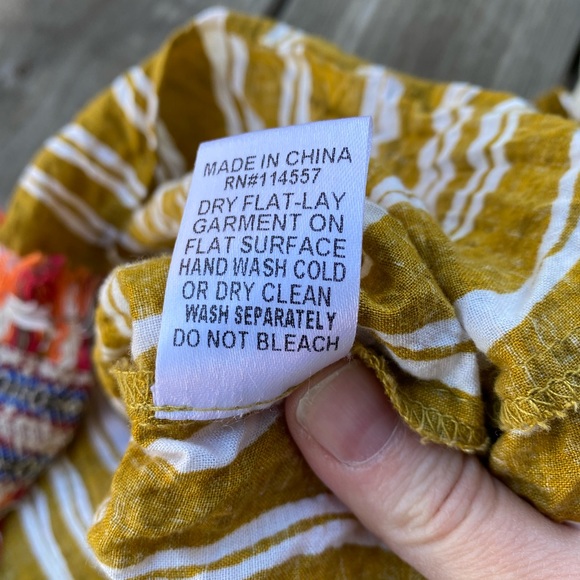 MADE IN CHINA
RN#114557
DRY FLAT-LAY
GARMENT ON
FLAT SURFACE
HAND WASH COLD
OR DRY CLEAN
WASH SEPARATELY
DO NOT BLEACH